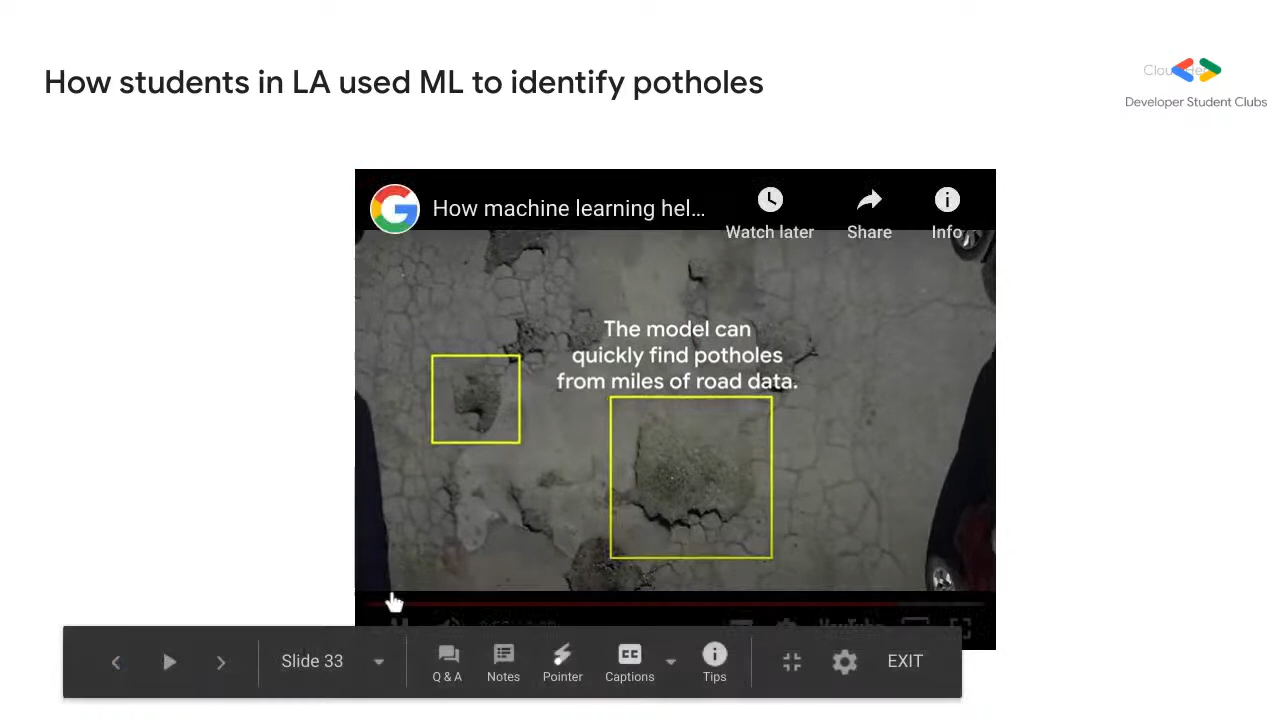 How students in LA used ML to identify potholes
Developer Student Clubs
How machine learning hel...
Watch later
Share
Info
The model can
quickly find potholes
from miles of road data.
Slide 33
Q & A
Notes
Pointer
CC
Captions
Tips
EXIT